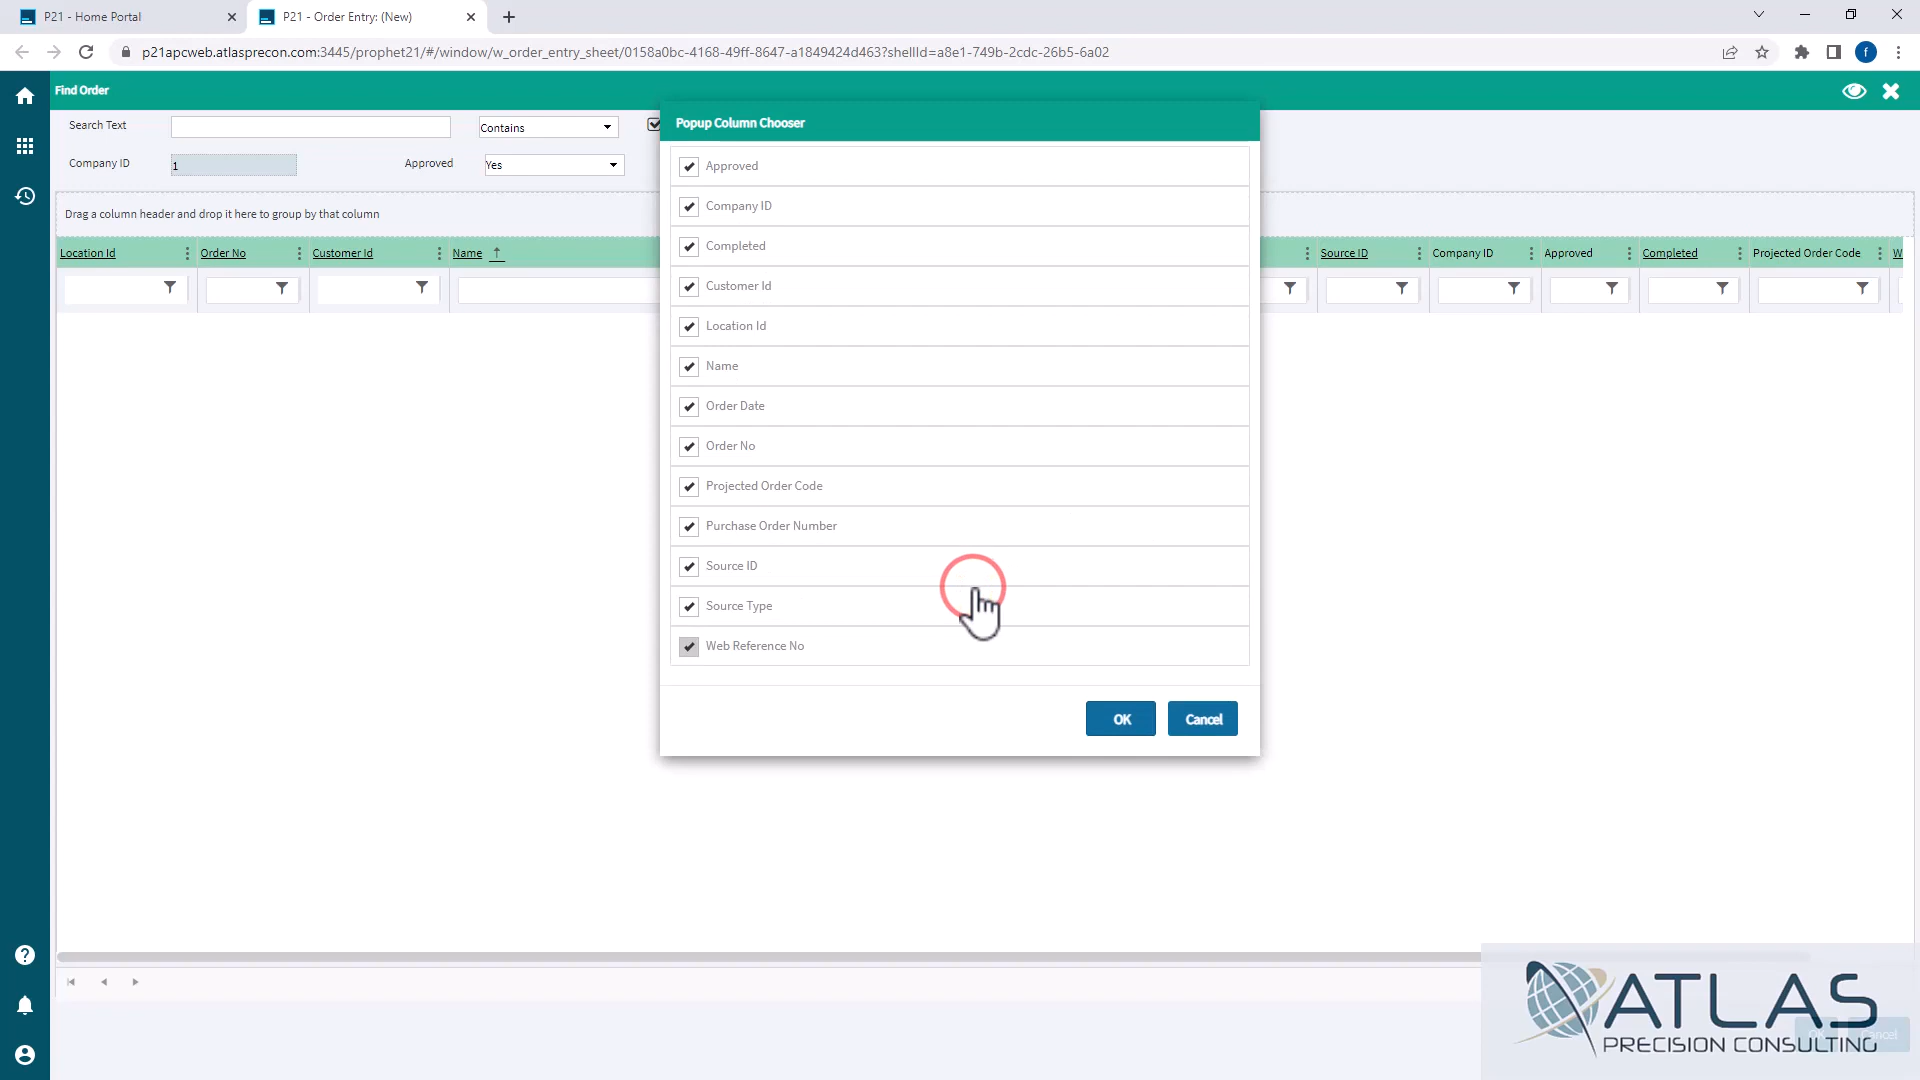 P21 - Home Portal
P21 - Order Entry: (New)
p21apcweb.atlasprecon.com:3445/prophet21/#/window/w_order_entry_sheet/0158a0bc-4168-49ff-8647-a1849424d463?shellId=a8e1-749b-2cdc-26b5-6a02
f
Find Order
Search Text
Contains
Company ID
1
Approved
Yes
Drag a column header and drop it here to group by that column
Location Id
Order No
Customer Id
Name
Source ID
Company ID
Approved
Completed
Projected Order Code
W
Popup Column Chooser
Approved
Company ID
Completed
Customer Id
Location Id
Name
Order Date
Order No
Projected Order Code
Purchase Order Number
Source ID
Source Type
Web Reference No
OK
Cancel
ATLAS
PRECISION CONSULTING
OK
Cancel